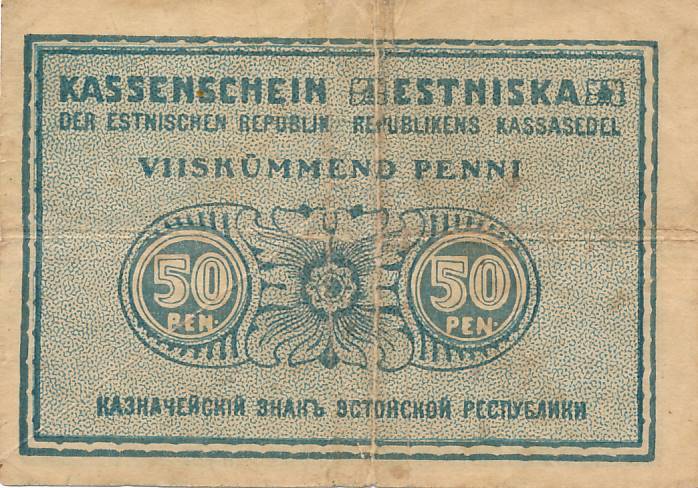 KASSENSCHEIN ESTNISKA
DER ESTNISCHEN REPUBLIK REPUBLIKENS KASSASEDEL
VIISKÜMMEND PENNI
50 50
PEN. PEN.
КАЗНАЧЕЙСКІЙ ЗНАКЪ ЭСТОНСКОЙ РЕСПУБЛИКИ